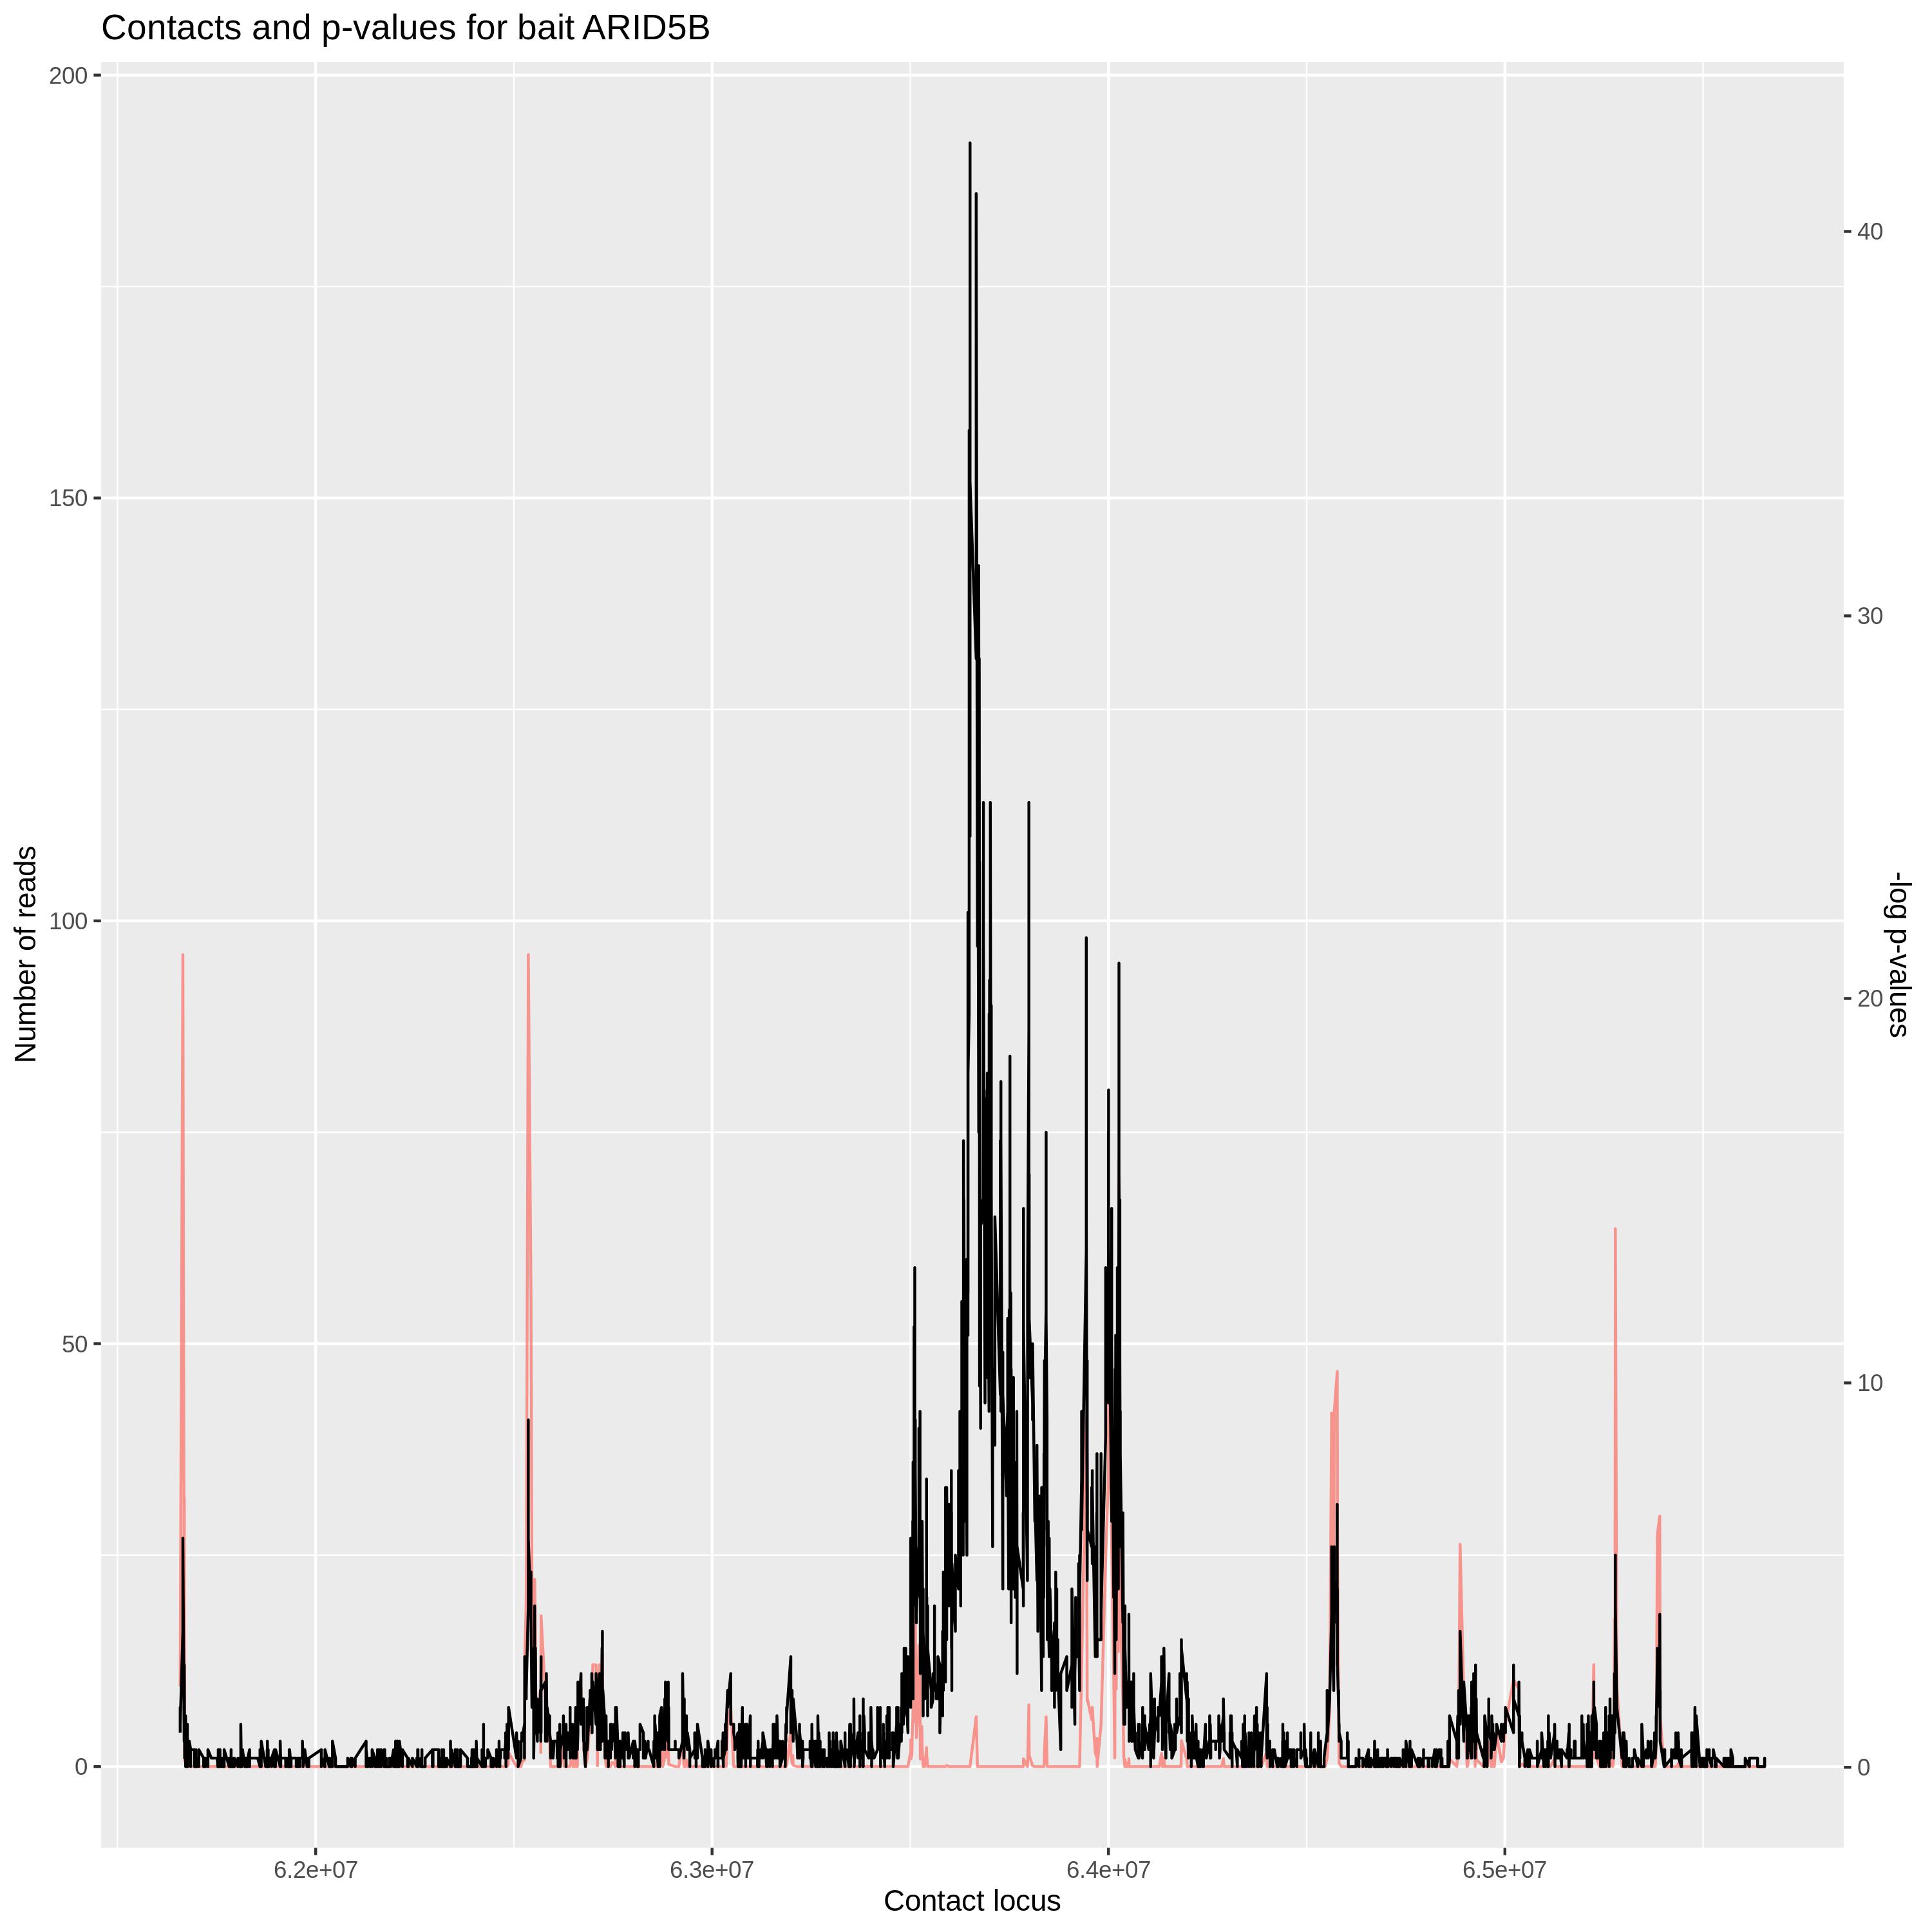 Contacts and p-values for bait ARID5B
200
150
100
50
0
Number of reads
40
30
20
10
0
-log p-values
6.2e+07
6.3e+07
6.4e+07
6.5e+07
Contact locus